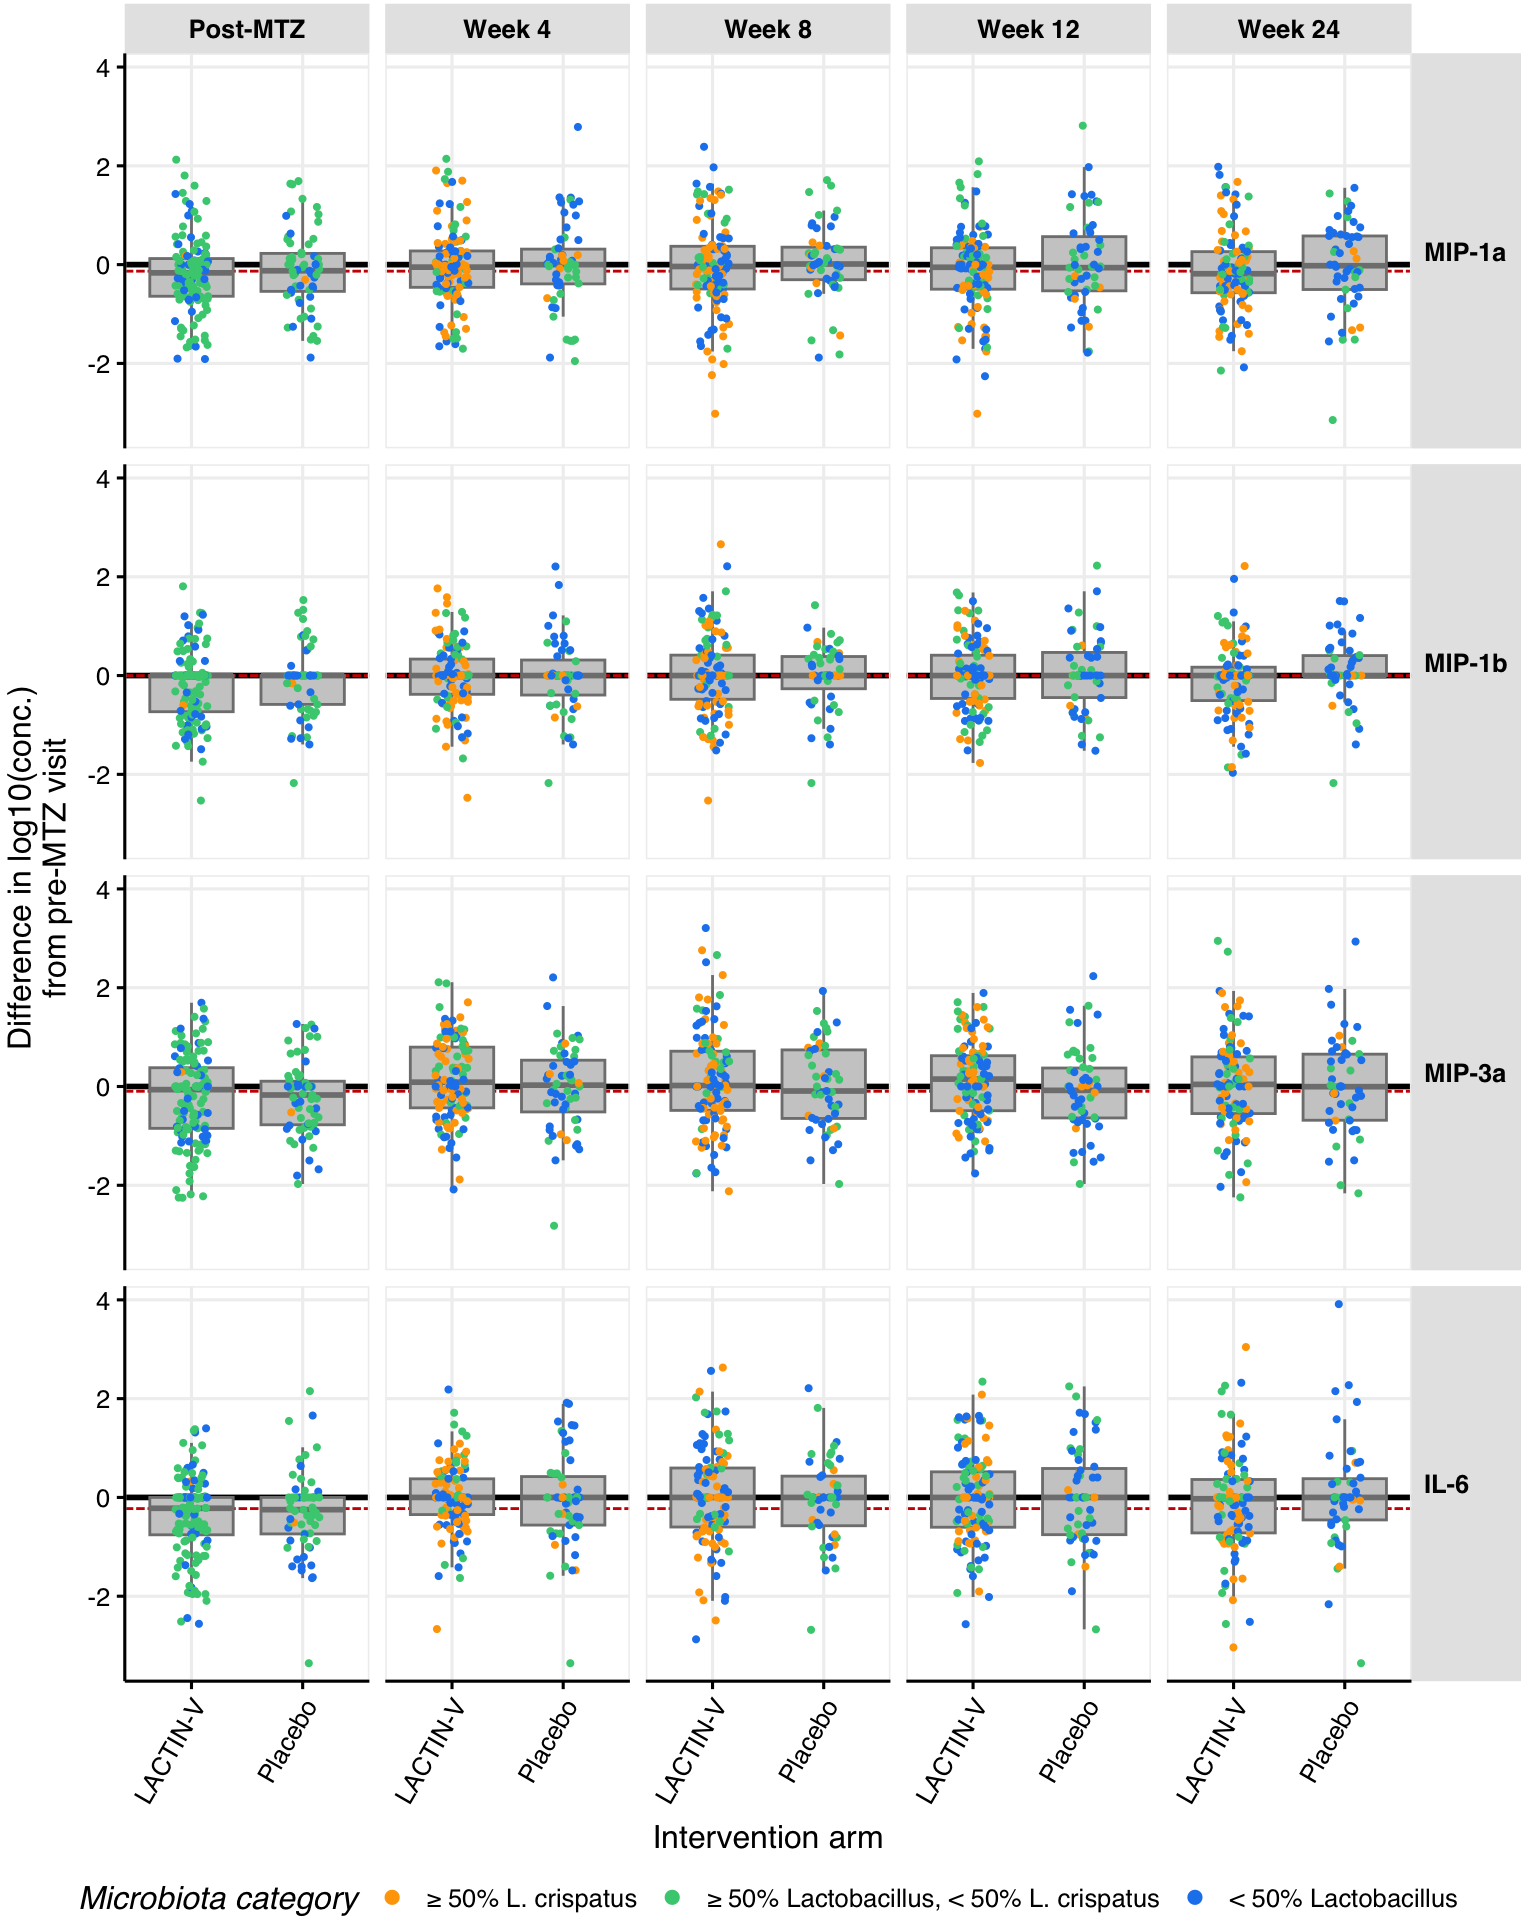 Post-MTZ Week 4 Week 8 Week 12 Week 24
4
2
0
-2
MIP-1a
4
2
0
-2
MIP-1b
Difference in log10(conc.)
from pre-MTZ visit
4
2
0
-2
MIP-3a
4
2
0
-2
IL-6
LACTIN-V Placebo LACTIN-V Placebo LACTIN-V Placebo LACTIN-V Placebo LACTIN-V Placebo
Intervention arm
Microbiota category ≥ 50% L. crispatus ≥ 50% Lactobacillus, < 50% L. crispatus < 50% Lactobacillus